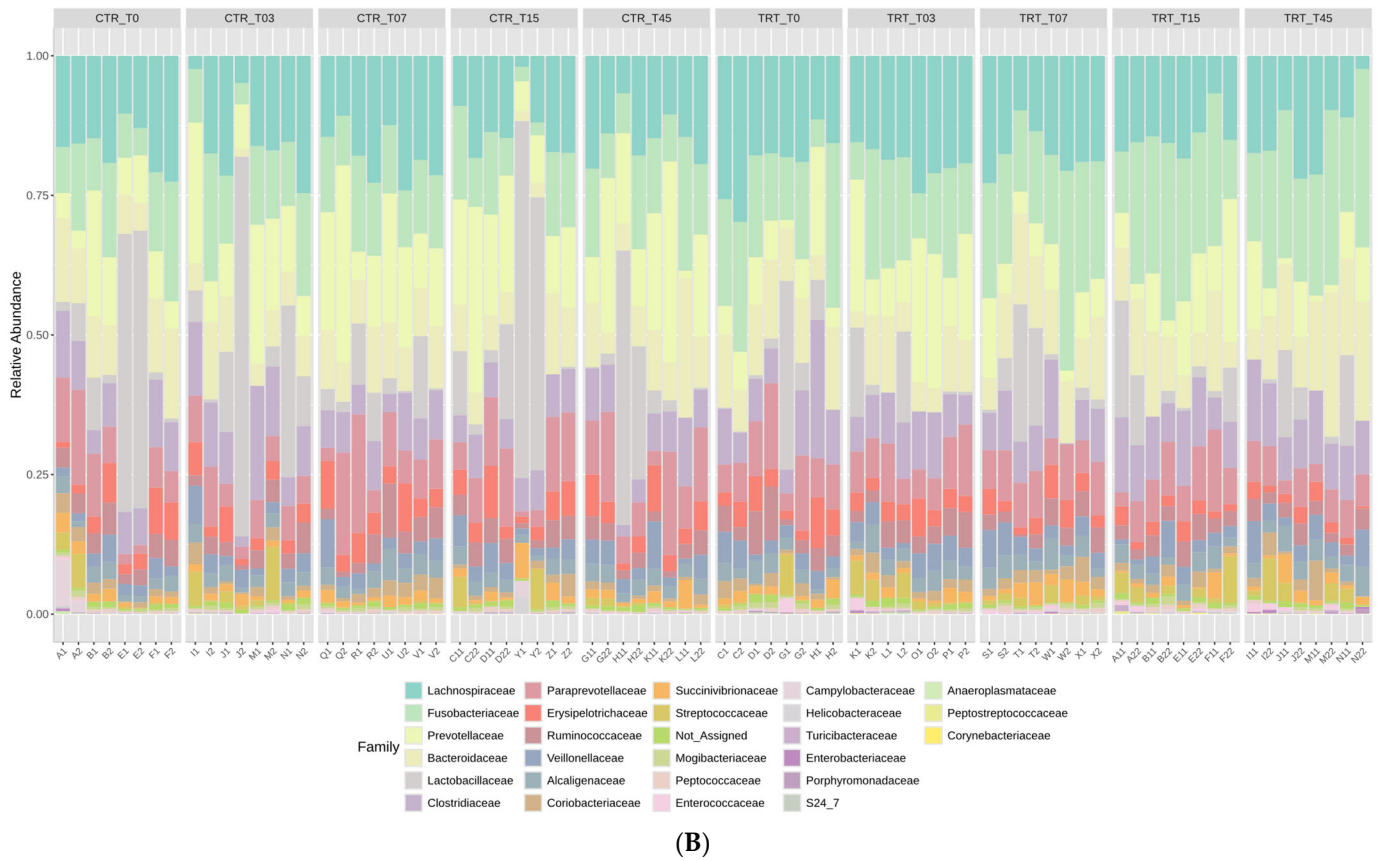 CTR_T0 CTR_T03 CTR_T07 CTR_T15 CTR_T45 TRT_T0 TRT_T03 TRT_T07 TRT_T15 TRT_T45
1.00
0.75
0.50
0.25
0.00
Relative Abundance
A1 A2 B1 B2 E1 E2 F1 F2 I1 I2 J1 J2 M1 M2 N1 N2 Q1 Q2 R1 R2 U1 U2 V1 V2 C11 C22 D11 D22 Y1 Y2 Z1 Z2 G11 G22 H11 H22 K11 K22 L11 L22 C1 C2 D1 D2 G1 G2 H1 H2 K1 K2 L1 L2 O1 O2 P1 P2 S1 S2 T1 T2 W1 W2 X1 X2 A11 A22 B11 B22 E11 E22 F11 F22 I11 I22 J11 J22 M11 M22 N11 N22
Family
Lachnospiraceae Paraprevotellaceae Succinivibrionaceae Campylobacteraceae Anaeroplasmataceae
Fusobacteriaceae Erysipelotrichaceae Streptococcaceae Helicobacteraceae Peptostreptococcaceae
Prevotellaceae Ruminococcaceae Not_Assigned Turicibacteraceae Corynebacteriaceae
Bacteroidaceae Veillonellaceae Mogibacteriaceae Enterobacteriaceae
Lactobacillaceae Alcaligenaceae Peptococcaceae Porphyromonadaceae
Clostridiaceae Coriobacteriaceae Enterococcaceae S24_7
(B)